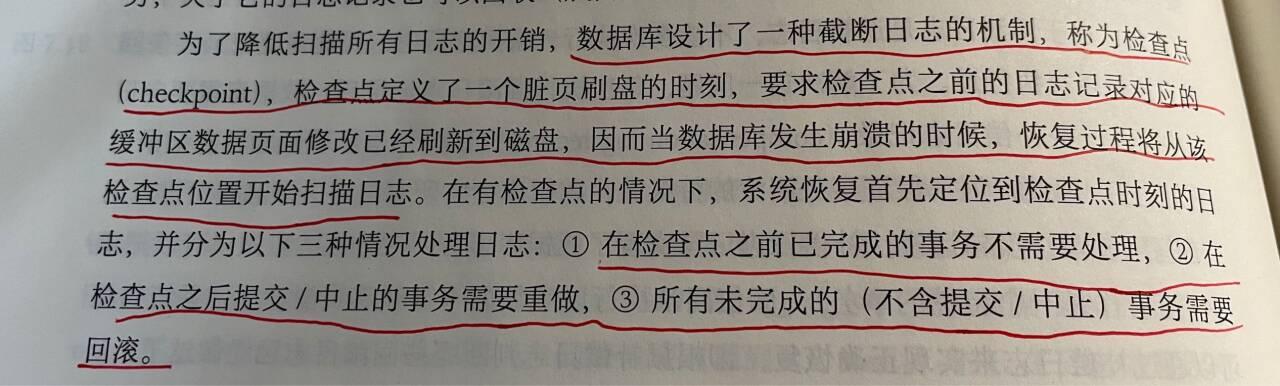 为了降低扫描所有日志的开销，数据库设计了一种截断日志的机制，称为检查点
（checkpoint），检查点定义了一个脏页刷盘的时刻，要求检查点之前的日志记录对应的
缓冲区数据页面修改已经刷新到磁盘，因而当数据库发生崩溃的时候，恢复过程将从该
检查点位置开始扫描日志。在有检查点的情况下，系统恢复首先定位到检查点时刻的日
志，并分为以下三种情况处理日志：① 在检查点之前已完成的事务不需要处理，② 在
检查点之后提交 / 中止的事务需要重做，③ 所有未完成的（不含提交 / 中止）事务需要
回滚。